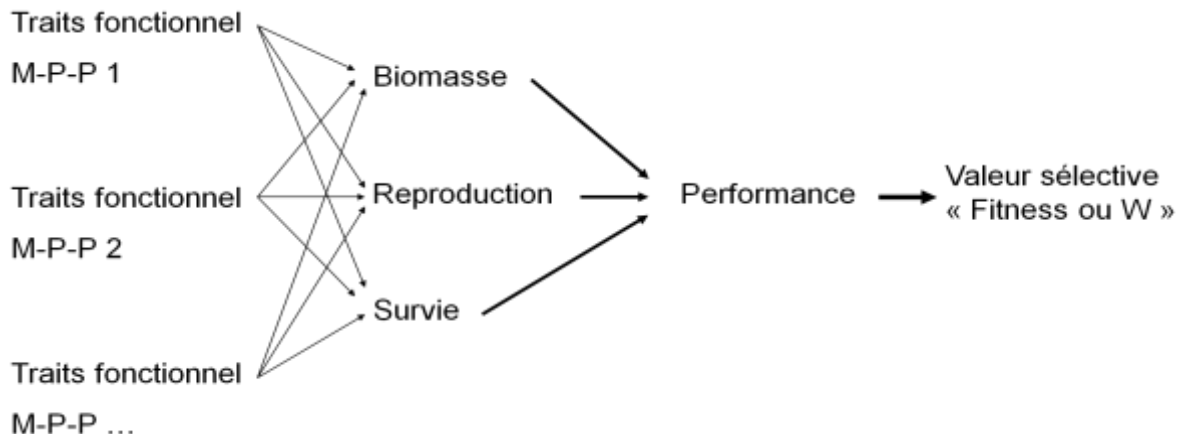 Traits fonctionnel
M-P-P 1
Traits fonctionnel
M-P-P 2
Traits fonctionnel
M-P-P ...
Biomasse
Reproduction
Survie
Performance
Valeur sélective
« Fitness ou W »